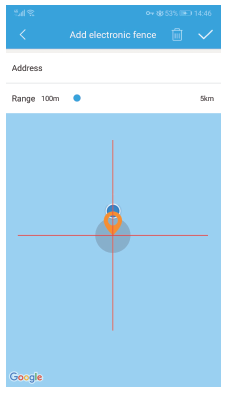 53% 14:46
Add electronic fence
Address
Range 100m 5km
Google